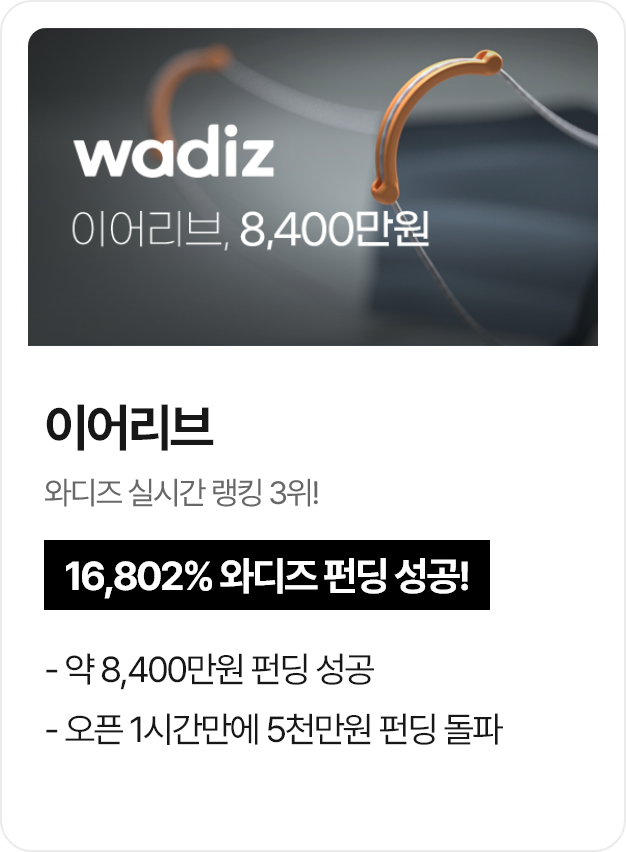 wadiz
이어리브, 8,400만원
이어리브
와디즈 실시간 랭킹 3위!
16,802% 와디즈 펀딩 성공!
- 약 8,400만원 펀딩 성공
- 오픈 1시간만에 5천만원 펀딩 돌파